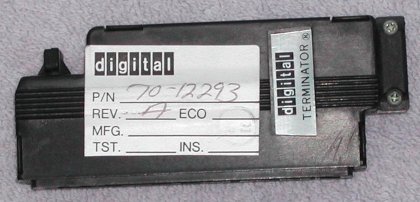 digital
P/N 70-12293
REV. A ECO
MFG.
TST. INS.
digital
TERMINATOR ®